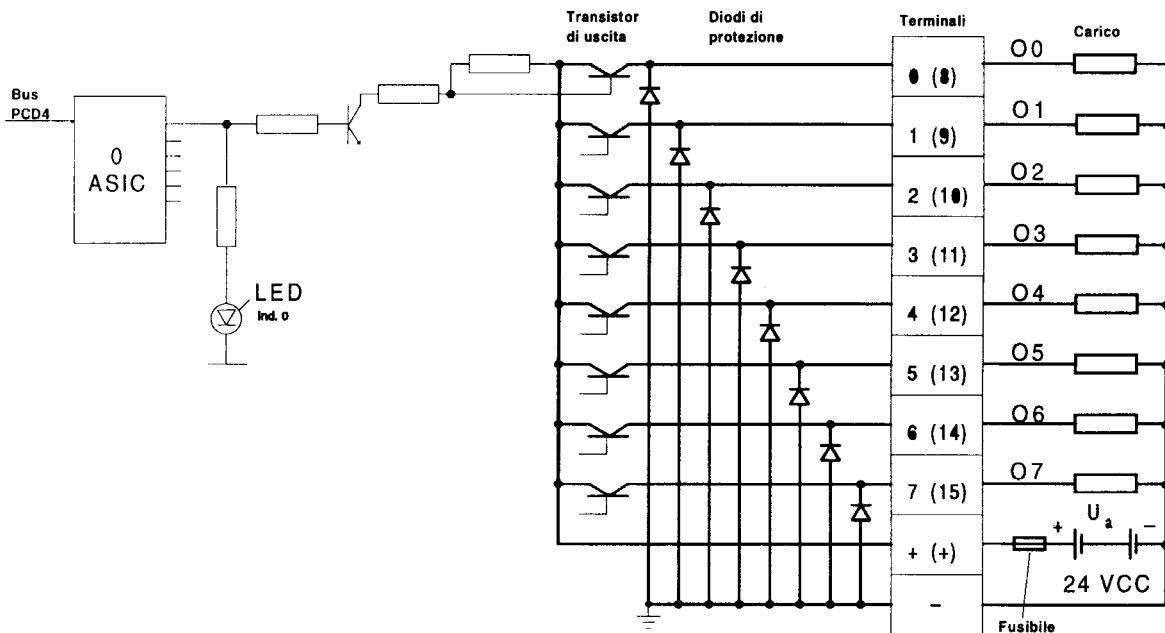 Transistor
di uscita
Diodi di
protezione
Terminali
Carico
Bus
PCD4
0
ASIC
LED
Ind. 0
0 (8)
O0
1 (9)
O1
2 (10)
O2
3 (11)
O3
4 (12)
O4
5 (13)
O5
6 (14)
O6
7 (15)
O7
+ (+)
+ Ua -
24 VCC
-
Fusibile